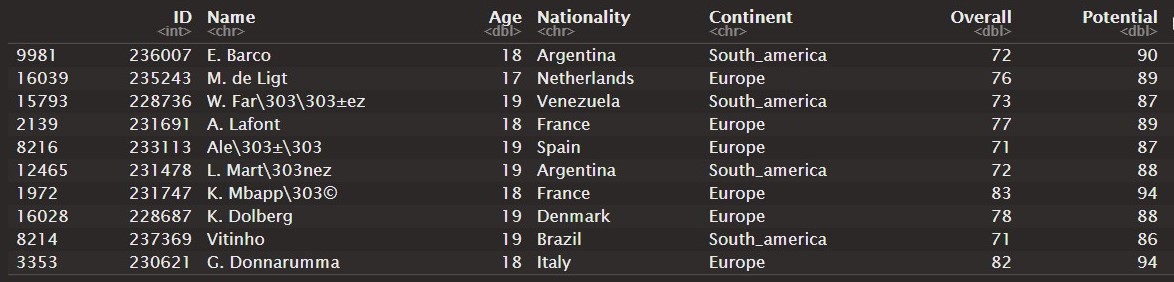 ID Name Age Nationality Continent Overall Potential
<int> <chr> <dbl> <chr> <chr> <dbl> <dbl>
9981 236007 E. Barco 18 Argentina South_america 72 90
16039 235243 M. de Ligt 17 Netherlands Europe 76 89
15793 228736 W. Far\303\303±ez 19 Venezuela South_america 73 87
2139 231691 A. Lafont 18 France Europe 77 89
8216 233113 Ale\303±\303 19 Spain Europe 71 87
12465 231478 L. Mart\303nez 19 Argentina South_america 72 88
1972 231747 K. Mbapp\303© 18 France Europe 83 94
16028 228687 K. Dolberg 19 Denmark Europe 78 88
8214 237369 Vitinho 19 Brazil South_america 71 86
3353 230621 G. Donnarumma 18 Italy Europe 82 94